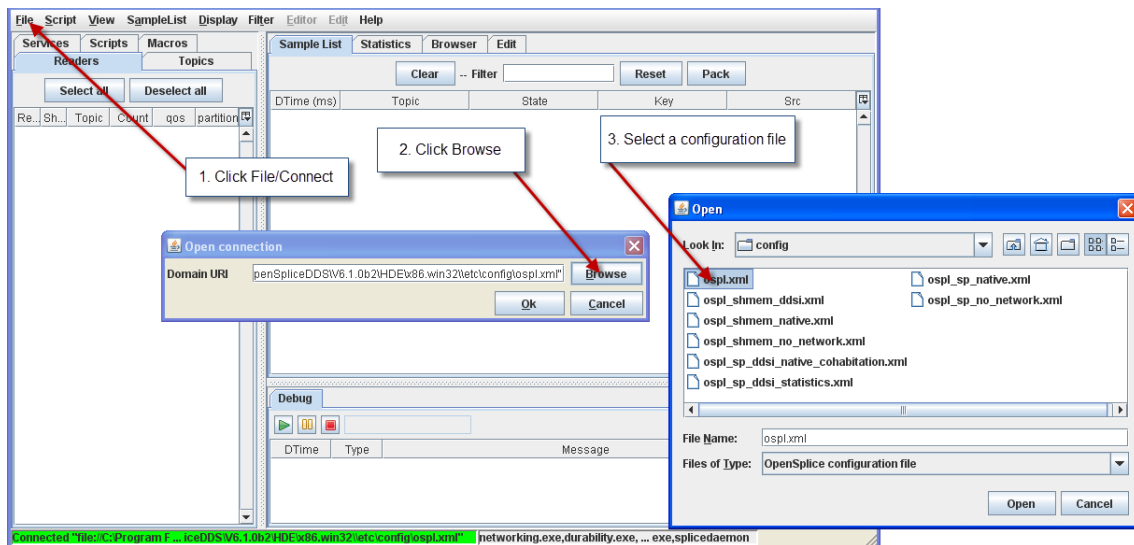 File Script View SampleList Display Filter Editor Edit Help
Services Scripts Macros
Readers Topics
Select all Deselect all
Re... Sh... Topic Count qos partition
Sample List Statistics Browser Edit
Clear -- Filter Reset Pack
DTime (ms) Topic State Key Src
1. Click File/Connect
2. Click Browse
3. Select a configuration file
Open connection
Domain URI penSpliceDDS\V6.1.0b2\HDE\x86.win32\etc\config\ospl.xml" Browse
Ok Cancel
Open
Look In: config
ospl.xml
ospl_shmem_ddsi.xml
ospl_shmem_native.xml
ospl_shmem_no_network.xml
ospl_sp_ddsi_native_cohabitation.xml
ospl_sp_ddsi_statistics.xml
ospl_sp_native.xml
ospl_sp_no_network.xml
File Name: ospl.xml
Files of Type: OpenSplice configuration file
Open Cancel
Debug
DTime Type Message
Connected "file://C:\Program F ... iceDDS\V6.1.0b2\HDE\x86.win32\\etc\config\ospl.xml" networking.exe,durability.exe, ... exe,splicedaemon